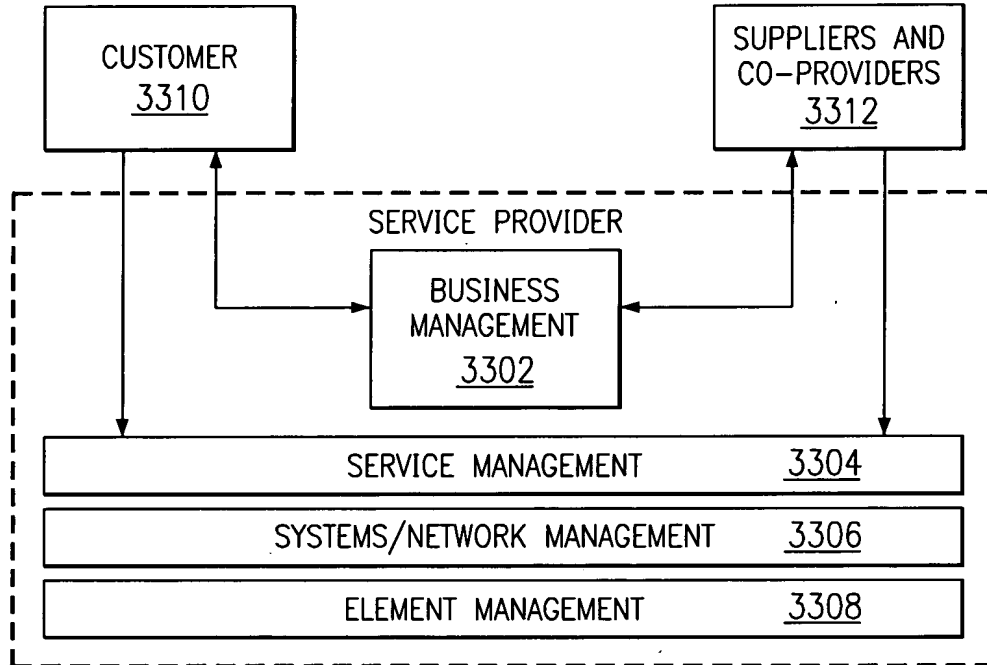 CUSTOMER
3310
SUPPLIERS AND
CO-PROVIDERS
3312
SERVICE PROVIDER
BUSINESS
MANAGEMENT
3302
SERVICE MANAGEMENT 3304
SYSTEMS/NETWORK MANAGEMENT 3306
ELEMENT MANAGEMENT 3308